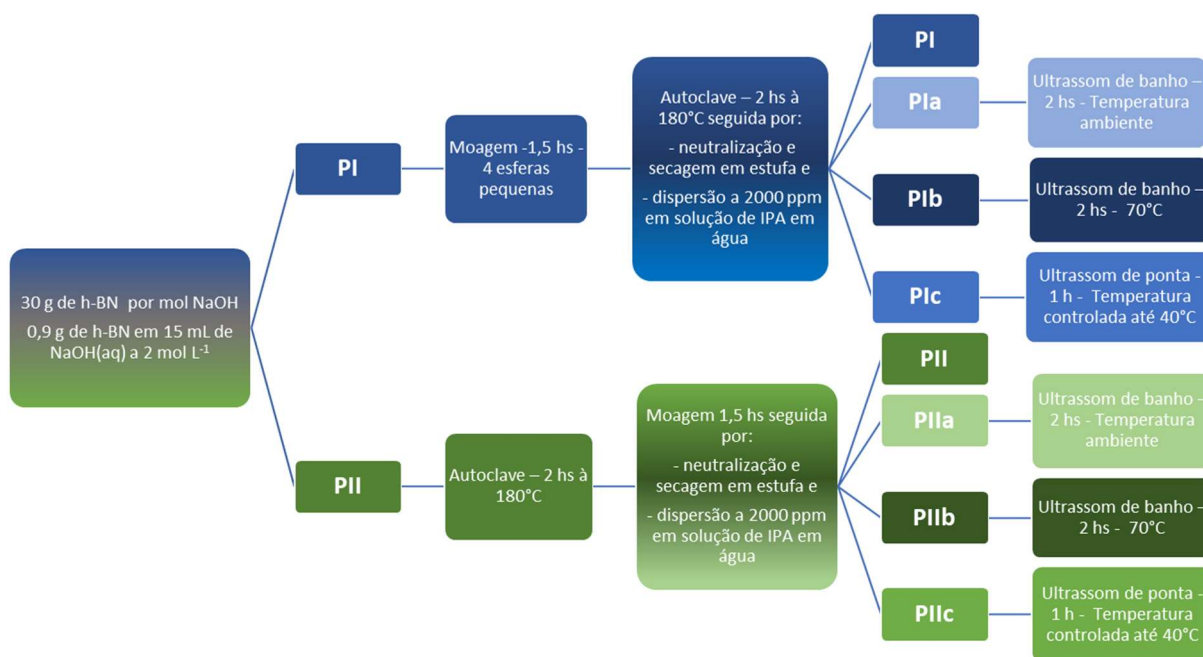 30 g de h-BN por mol NaOH
0,9 g de h-BN em 15 mL de
NaOH(aq) a 2 mol L⁻¹
PI
Moagem -1,5 hs -
4 esferas
pequenas
Autoclave – 2 hs à
180°C seguida por:
- neutralização e
secagem em estufa e
- dispersão a 2000 ppm
em solução de IPA em
água
PI
PIa
Ultrassom de banho –
2 hs - Temperatura
ambiente
PIb
Ultrassom de banho –
2 hs - 70°C
PIc
Ultrassom de ponta -
1 h - Temperatura
controlada até 40°C
PII
Autoclave – 2 hs à
180°C
Moagem 1,5 hs seguida
por:
- neutralização e
secagem em estufa e
- dispersão a 2000 ppm
em solução de IPA em
água
PII
PIIa
Ultrassom de banho –
2 hs - Temperatura
ambiente
PIIb
Ultrassom de banho –
2 hs - 70°C
PIIc
Ultrassom de ponta -
1 h - Temperatura
controlada até 40°C